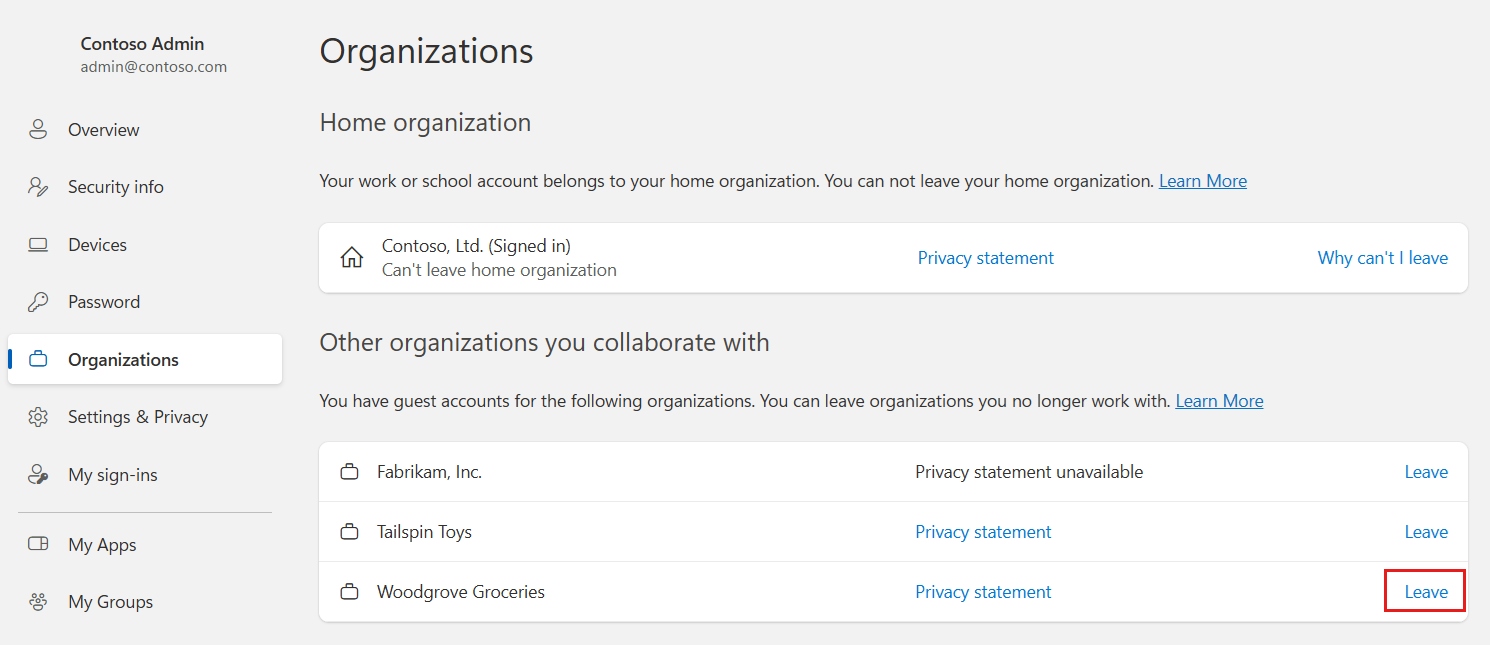 Contoso Admin
admin@contoso.com
Overview
Security info
Devices
Password
Organizations
Settings & Privacy
My sign-ins
My Apps
My Groups
Organizations
Home organization
Your work or school account belongs to your home organization. You can not leave your home organization. Learn More
Contoso, Ltd. (Signed in)
Can't leave home organization
Privacy statement
Why can't I leave
Other organizations you collaborate with
You have guest accounts for the following organizations. You can leave organizations you no longer work with. Learn More
Fabrikam, Inc. Privacy statement unavailable Leave
Tailspin Toys Privacy statement Leave
Woodgrove Groceries Privacy statement Leave